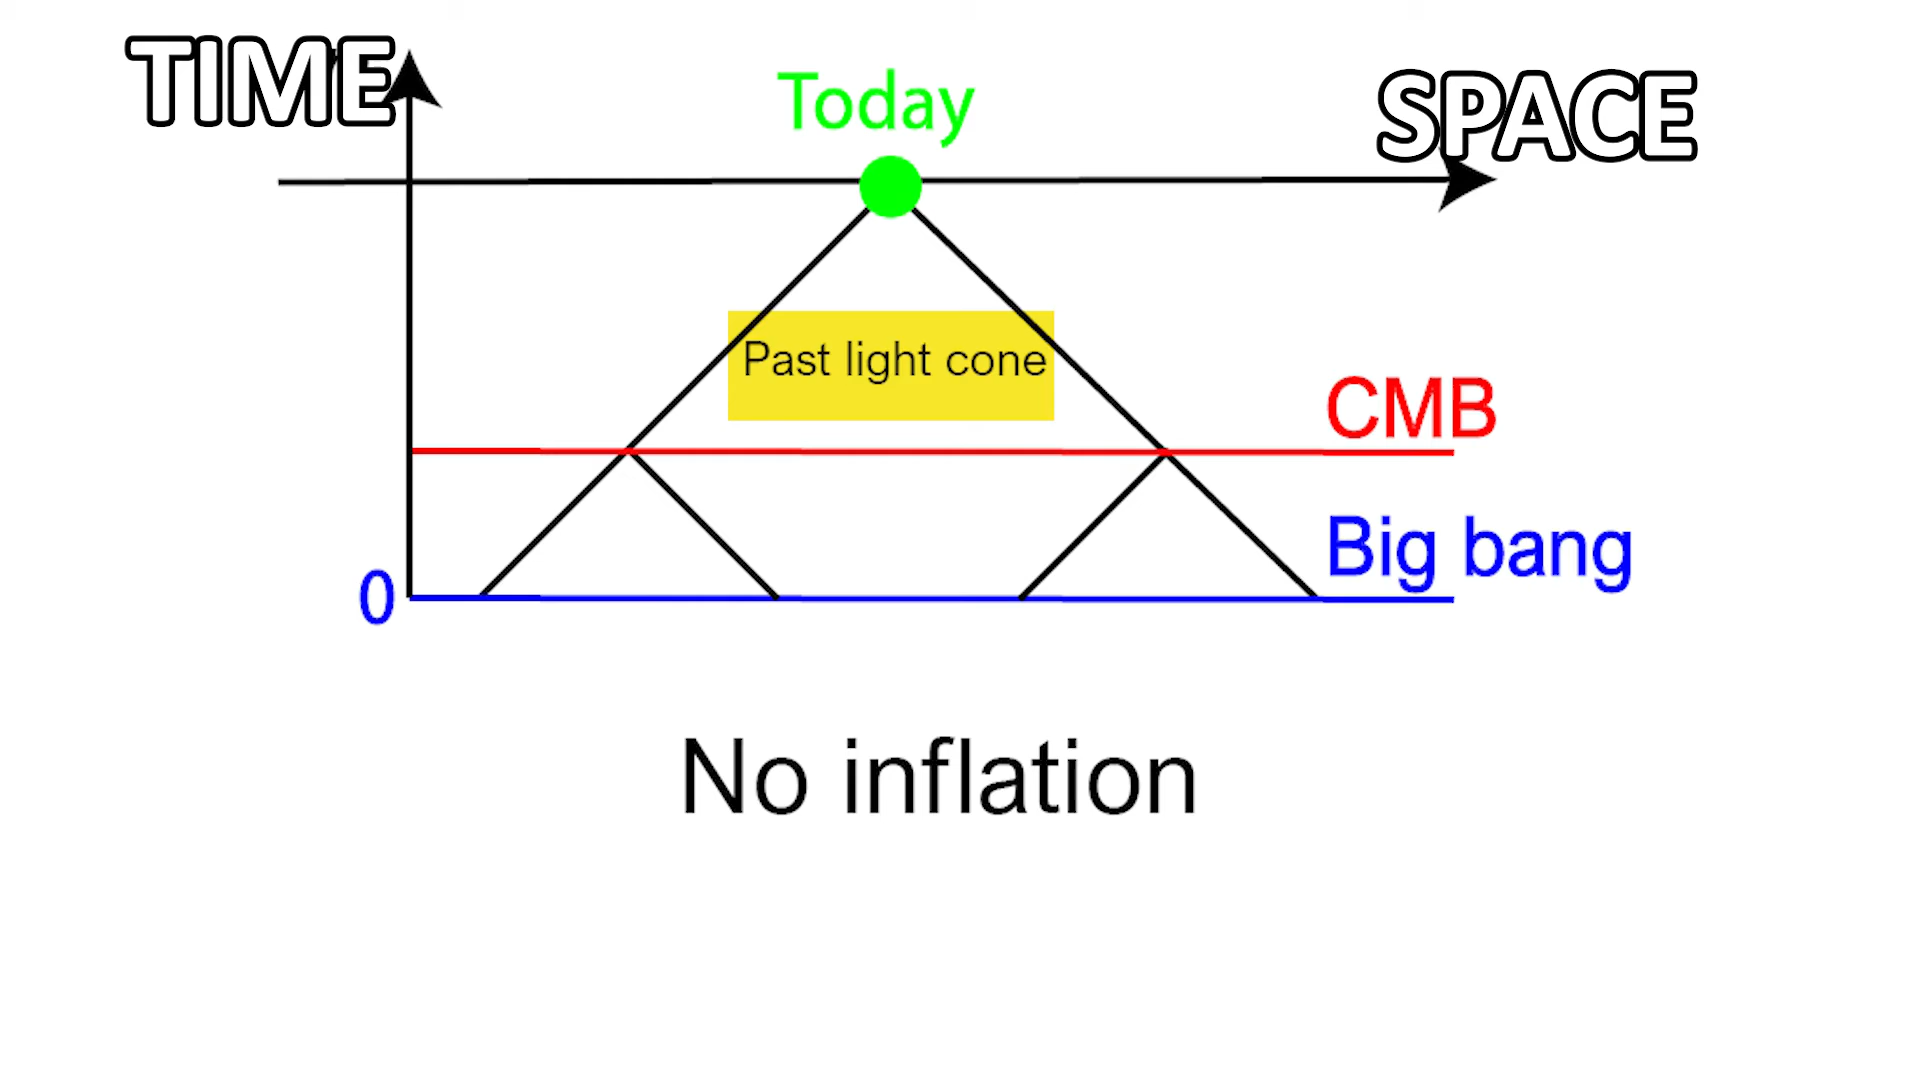 TIME
SPACE
Today
Past light cone
CMB
Big bang
0
No inflation